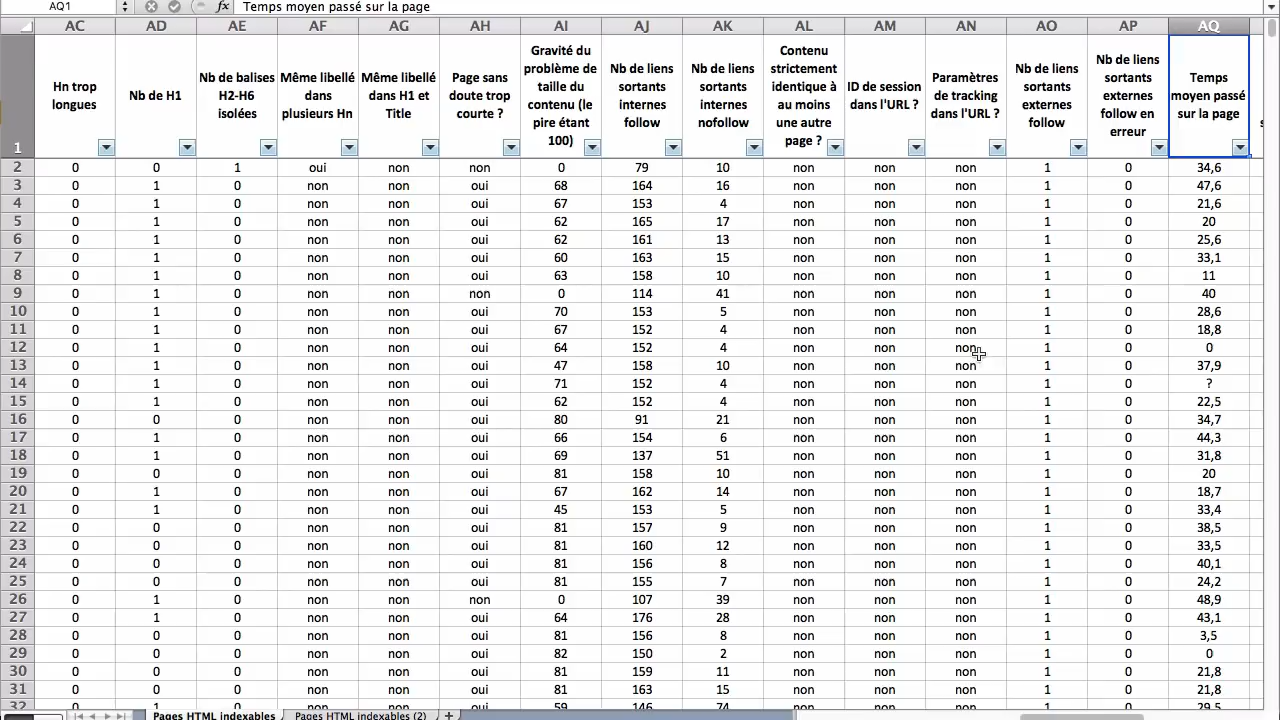 AQ1 fx Temps moyen passé sur la page
AC AD AE AF AG AH AI AJ AK AL AM AN AO AP AQ
1
Hn trop
longues
Nb de H1
Nb de balises
H2-H6
isolées
Même libellé
dans
plusieurs Hn
Même libellé
dans H1 et
Title
Page sans
doute trop
courte ?
Gravité du
problème de
taille du
contenu (le
pire étant
100)
Nb de liens
sortants
internes
follow
Nb de liens
sortants
internes
nofollow
Contenu
strictement
identique à
au moins
une autre
page ?
ID de session
dans l'URL ?
Paramètres
de tracking
dans l'URL ?
Nb de liens
sortants
externes
follow
Nb de liens
sortants
externes
follow en
erreur
Temps
moyen passé
sur la page
2 0 0 1 oui non non 0 79 10 non non non 1 0 34,6
3 0 1 0 non non oui 68 164 16 non non non 1 0 47,6
4 0 1 0 non non oui 67 153 4 non non non 1 0 21,6
5 0 1 0 non non oui 62 165 17 non non non 1 0 20
6 0 1 0 non non oui 62 161 13 non non non 1 0 25,6
7 0 1 0 non non oui 60 163 15 non non non 1 0 33,1
8 0 1 0 non non oui 63 158 10 non non non 1 0 11
9 0 1 0 non non non 0 114 41 non non non 1 0 40
10 0 1 0 non non oui 70 153 5 non non non 1 0 28,6
11 0 1 0 non non oui 67 152 4 non non non 1 0 18,8
12 0 1 0 non non oui 64 152 4 non non non 1 0 0
13 0 1 0 non non oui 47 158 10 non non non 1 0 37,9
14 0 1 0 non non oui 71 152 4 non non non 1 0 ?
15 0 1 0 non non oui 62 152 4 non non non 1 0 22,5
16 0 0 0 non non oui 80 91 21 non non non 1 0 34,7
17 0 1 0 non non oui 66 154 6 non non non 1 0 44,3
18 0 1 0 non non oui 69 137 51 non non non 1 0 31,8
19 0 0 0 non non oui 81 158 10 non non non 1 0 20
20 0 1 0 non non oui 67 162 14 non non non 1 0 18,7
21 0 1 0 non non oui 45 153 5 non non non 1 0 33,4
22 0 0 0 non non oui 81 157 9 non non non 1 0 38,5
23 0 0 0 non non oui 81 160 12 non non non 1 0 33,5
24 0 0 0 non non oui 81 156 8 non non non 1 0 40,1
25 0 0 0 non non oui 81 155 7 non non non 1 0 24,2
26 0 1 0 non non non 0 107 39 non non non 1 0 48,9
27 0 1 0 non non oui 64 176 28 non non non 1 0 43,1
28 0 0 0 non non oui 81 156 8 non non non 1 0 3,5
29 0 0 0 non non oui 82 150 2 non non non 1 0 0
30 0 0 0 non non oui 81 159 11 non non non 1 0 21,8
31 0 0 0 non non oui 81 163 15 non non non 1 0 21,8
32 0 1 0 non non oui 59 146 74 non non non 1 0 29,5
Pages HTML indexables Pages HTML indexables (2) +